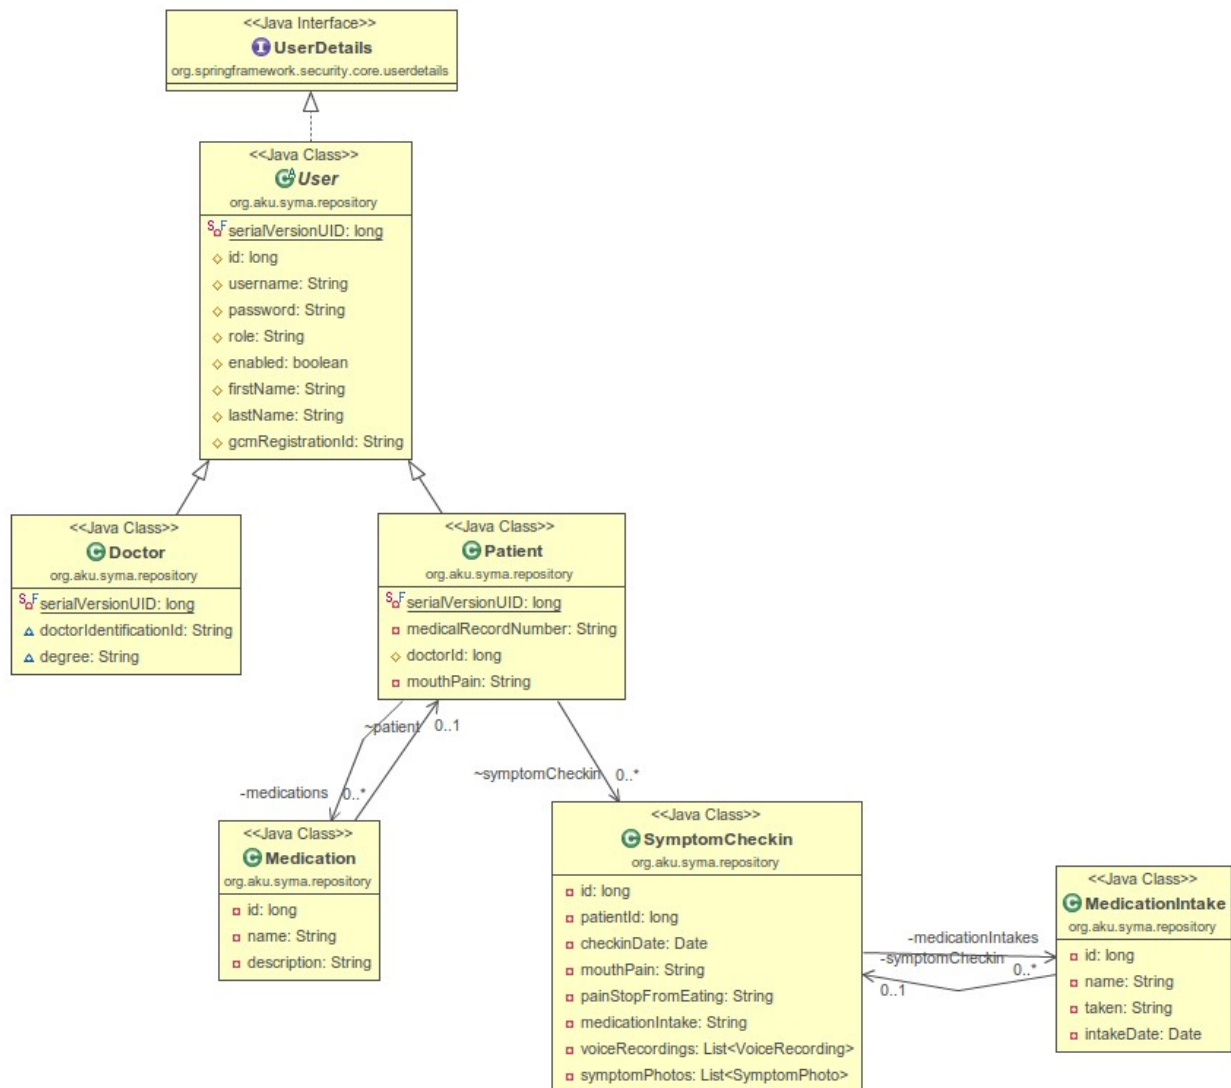 <<Java Interface>>
UserDetails
org.springframework.security.core.userdetails
<<Java Class>>
User
org.aku.syma.repository
serialVersionUID: long
id: long
username: String
password: String
role: String
enabled: boolean
firstName: String
lastName: String
gcmRegistrationId: String
<<Java Class>>
Doctor
org.aku.syma.repository
serialVersionUID: long
doctorIdentificationId: String
degree: String
<<Java Class>>
Patient
org.aku.syma.repository
serialVersionUID: long
medicalRecordNumber: String
doctorId: long
mouthPain: String
~patient 0..1
-medications 0..*
~symptomCheckin 0..*
<<Java Class>>
Medication
org.aku.syma.repository
id: long
name: String
description: String
<<Java Class>>
SymptomCheckin
org.aku.syma.repository
id: long
patientId: long
checkinDate: Date
mouthPain: String
painStopFromEating: String
medicationIntake: String
voiceRecordings: List<VoiceRecording>
symptomPhotos: List<SymptomPhoto>
-medicationIntakes
-symptomCheckin 0..*
0..1
<<Java Class>>
MedicationIntake
org.aku.syma.repository
id: long
name: String
taken: String
intakeDate: Date